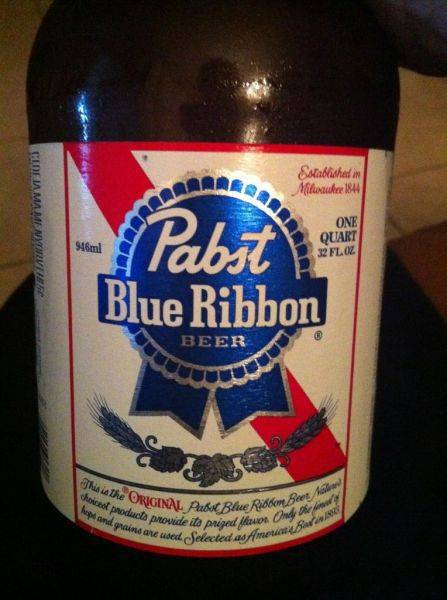 Established in
Milwaukee 1844
946ml
ONE
QUART
32 FL. OZ.
Pabst
Blue Ribbon
BEER
®
This is the ORIGINAL Pabst Blue Ribbon Beer. Nature's
choicest products provide its prized flavor. Only the finest of
hops and grains are used. Selected as America's Best in 1893.